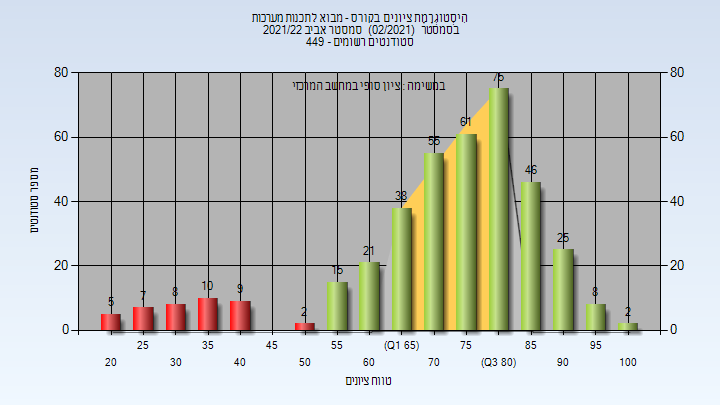 היסטוגרמת ציונים בקורס - מבוא לתכנות מערכות
בסמסטר (02/2021) סמסטר אביב 2021/22
סטודנטים רשומים - 449
במשימה : ציון סופי במחשב המרכזי
80 80
60 60
40 40
20 20
0 0
מספר סטודנטים
5 7 8 10 9 2 15 21 38 55 61 75 46 25 8 2
25 35 45 55 (Q1 65) 75 85 95
20 30 40 50 60 70 (Q3 80) 90 100
טווח ציונים